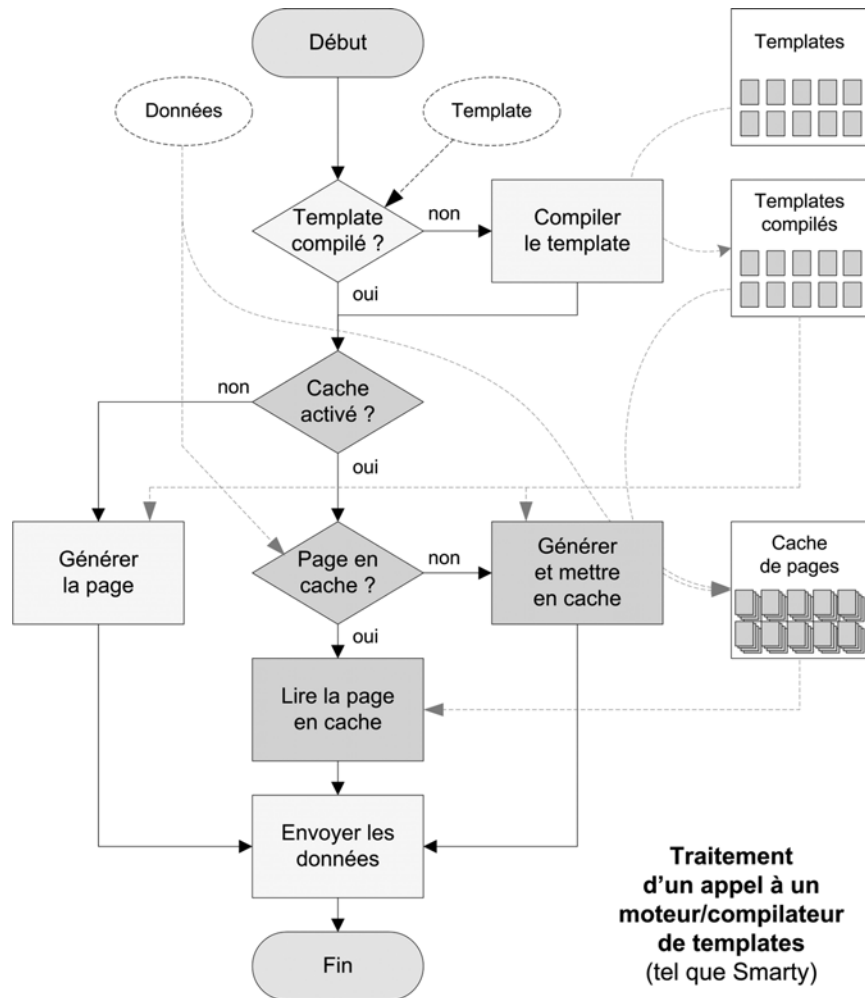 Début
Templates
Données
Template
Template
compilé ?
non
Compiler
le template
Templates
compilés
oui
non
Cache
activé ?
oui
Générer
la page
Page en
cache ?
non
Générer
et mettre
en cache
Cache
de pages
oui
Lire la page
en cache
Envoyer les
données
Traitement
d’un appel à un
moteur/compilateur
de templates
(tel que Smarty)
Fin